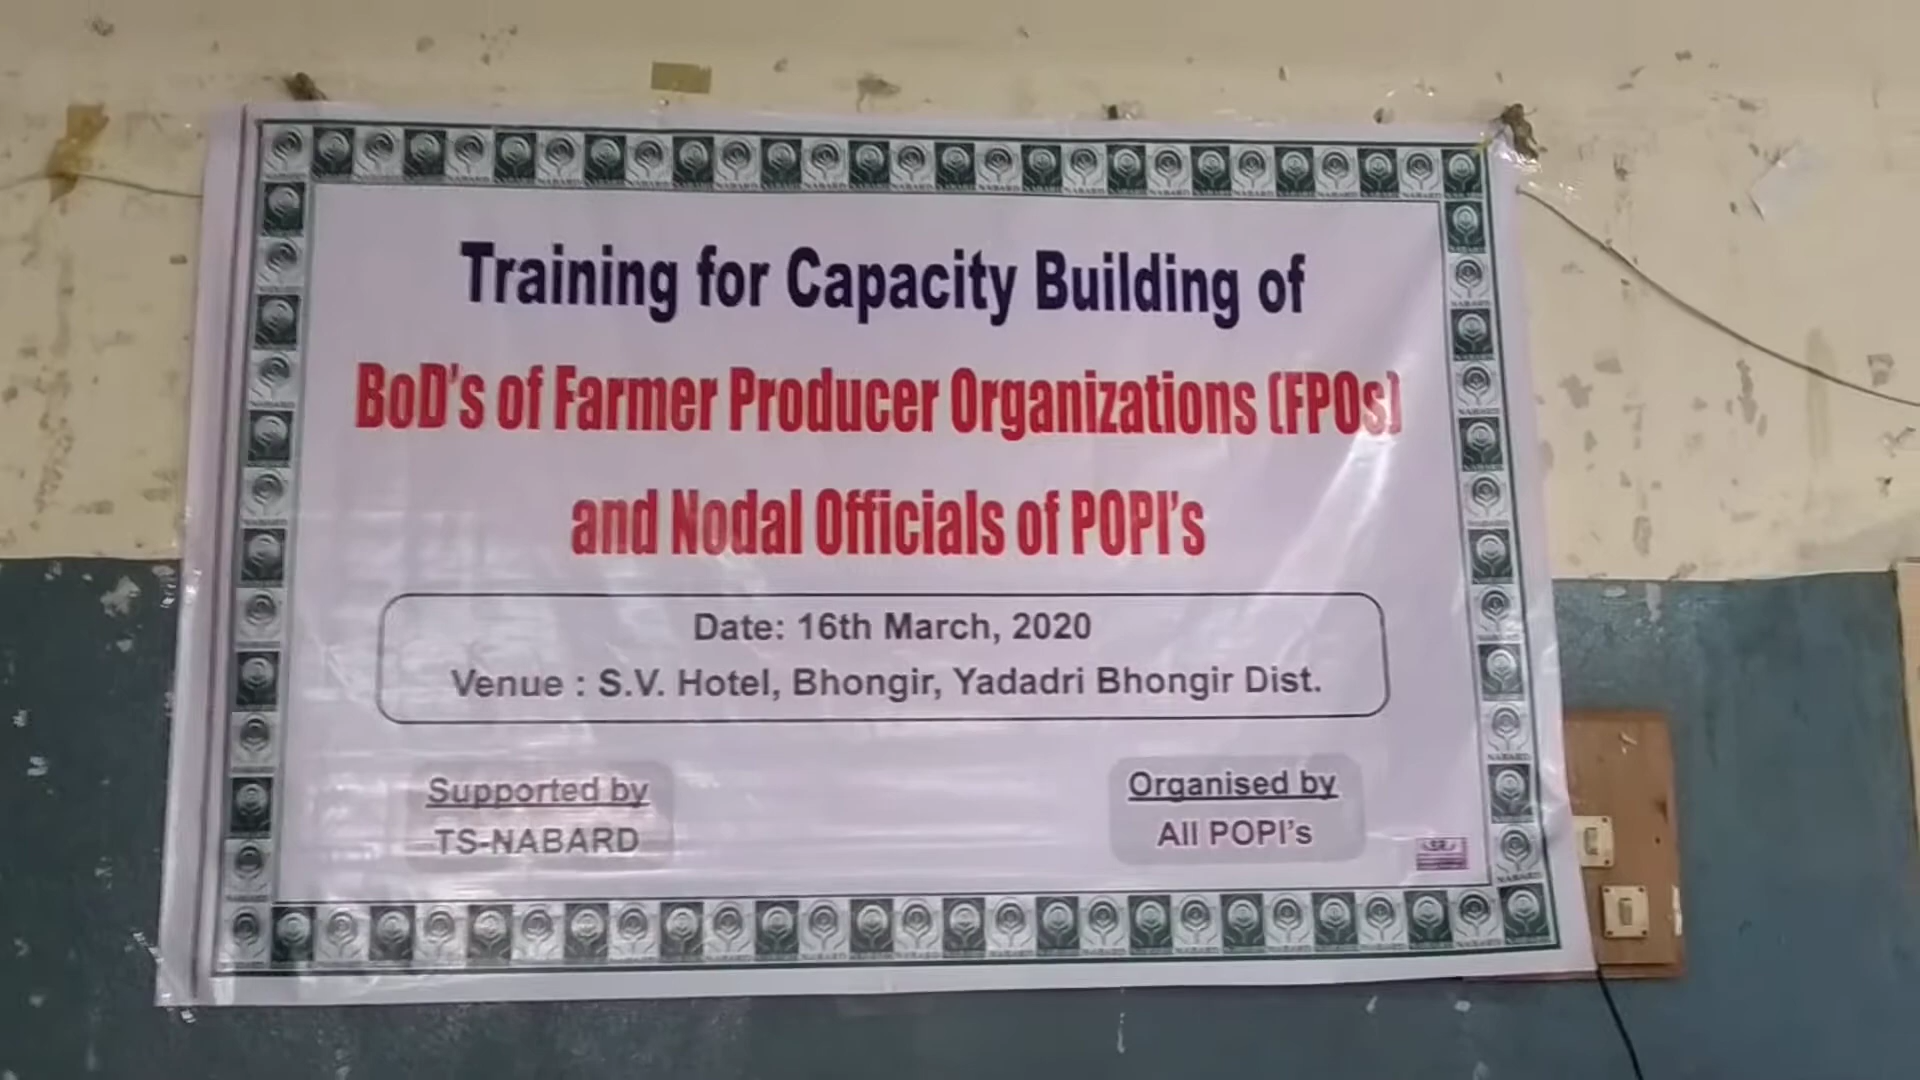 Training for Capacity Building of
BoD's of Farmer Producer Organizations (FPOs)
and Nodal Officials of POPI's
Date: 16th March, 2020
Venue : S.V. Hotel, Bhongir, Yadadri Bhongir Dist.
Supported by
TS-NABARD
Organised by
All POPI's